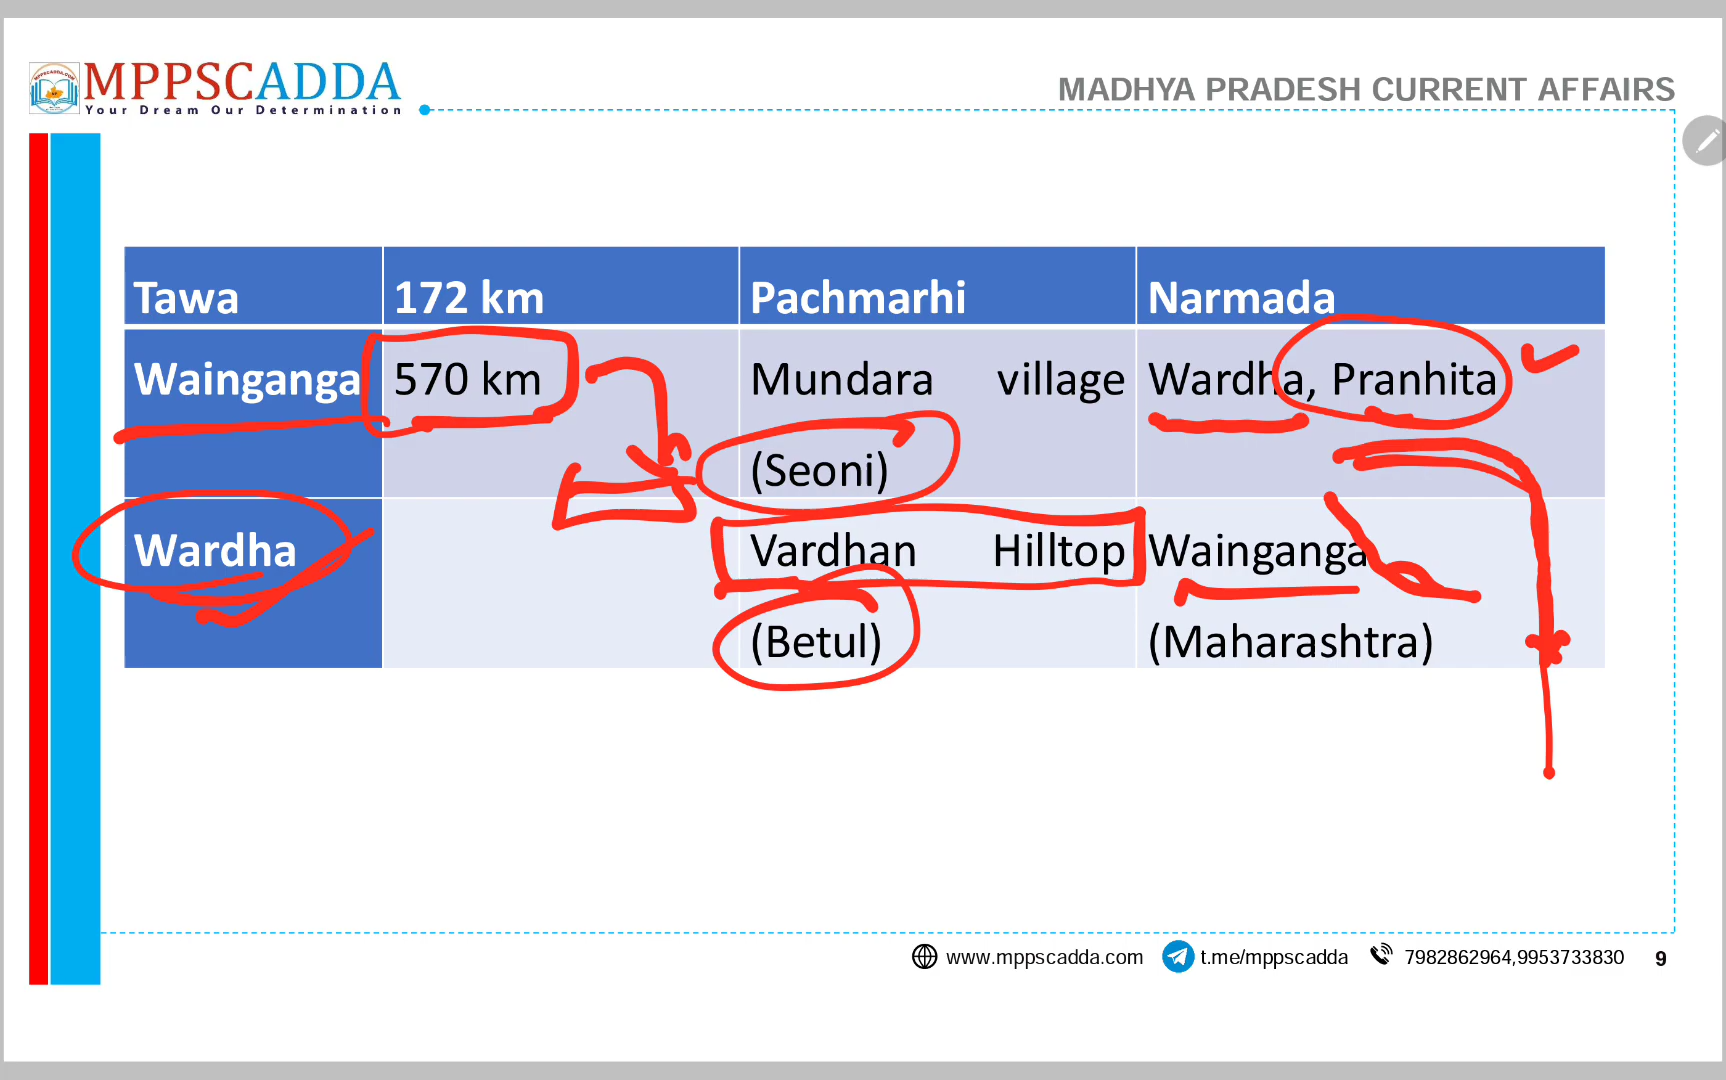 MPPSCADDA
Your Dream Our Determination
MADHYA PRADESH CURRENT AFFAIRS
Tawa 172 km Pachmarhi Narmada
Wainganga 570 km Mundara village Wardha, Pranhita
(Seoni)
Wardha Vardhan Hilltop Wainganga
(Betul) (Maharashtra)
www.mppscadda.com t.me/mppscadda 7982862964,9953733830 9